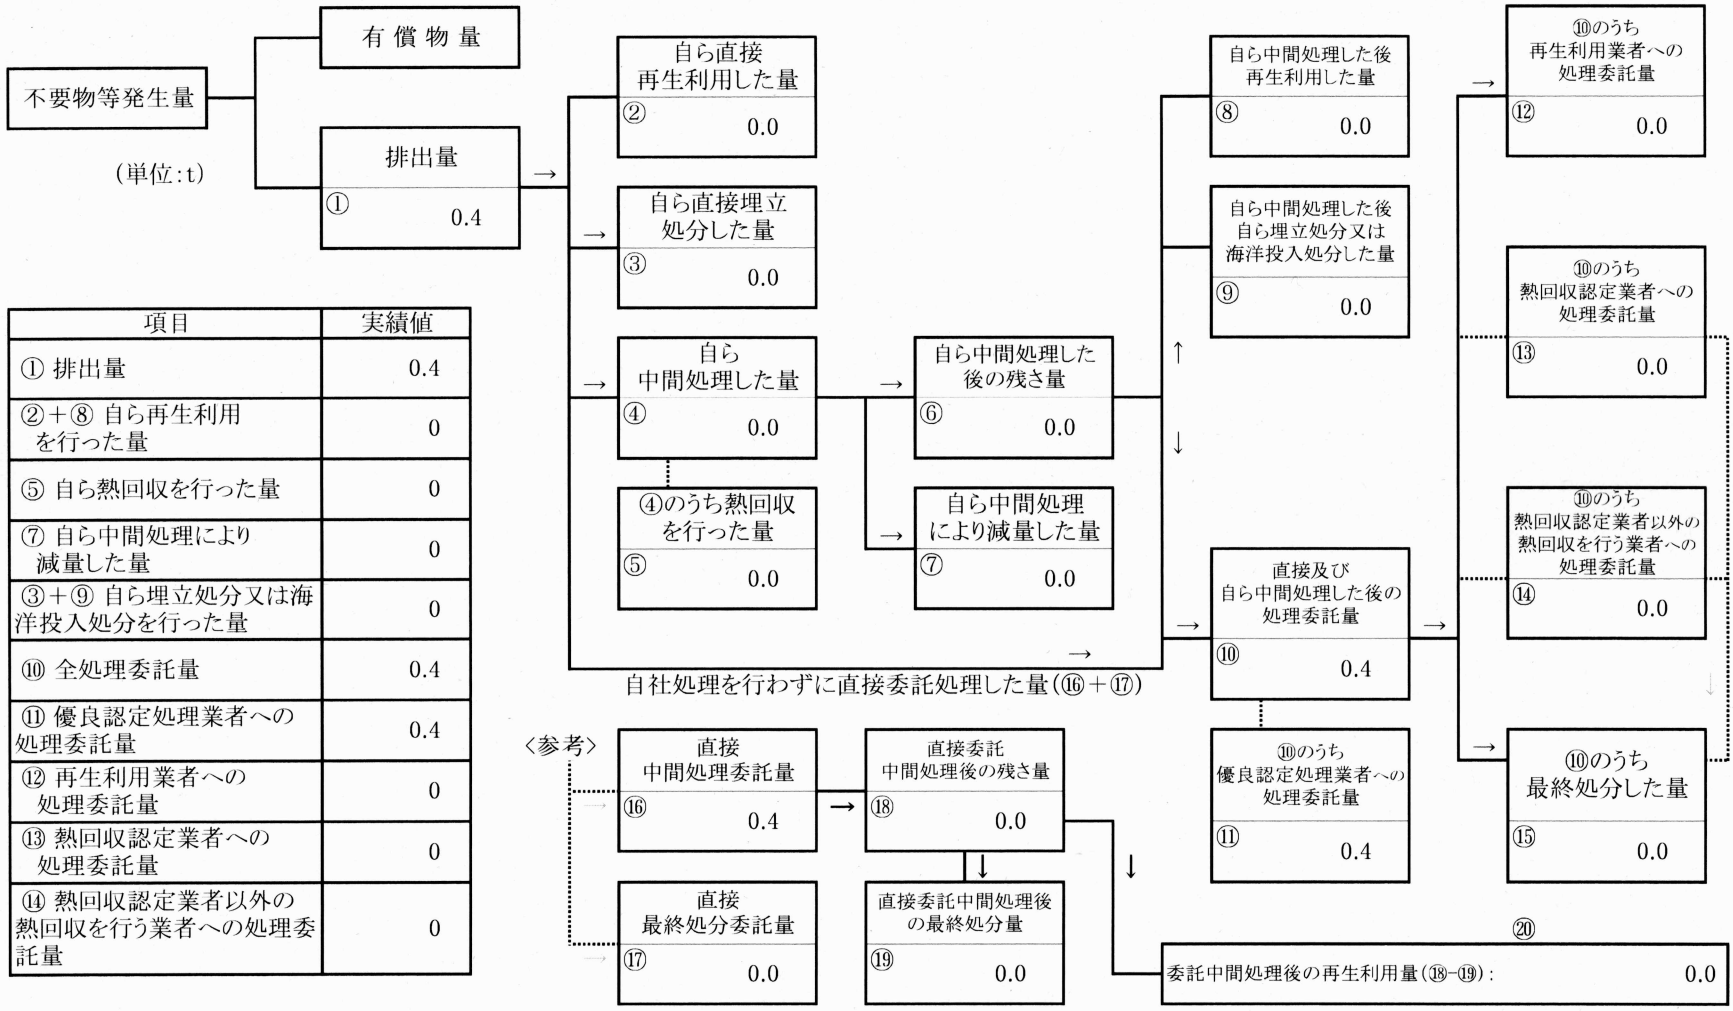 不要物等発生量
(単位:t)
有償物量
排出量
①
0.4
→
自ら直接
再生利用した量
②
0.0
→
自ら直接埋立
処分した量
③
0.0
→
自ら
中間処理した量
④
0.0
④のうち熱回収
を行った量
⑤
0.0
→
自ら中間処理した
後の残さ量
⑥
0.0
→
自ら中間処理
により減量した量
⑦
0.0
自ら中間処理した後
再生利用した量
⑧
0.0
自ら中間処理した後
自ら埋立処分又は
海洋投入処分した量
⑨
0.0
↑
↓
→
自社処理を行わずに直接委託処理した量(⑯+⑰)
→
直接及び
自ら中間処理した後の
処理委託量
⑩
0.4
⑩のうち
優良認定処理業者への
処理委託量
⑪
0.4
→
→
⑩のうち
再生利用業者への
処理委託量
⑫
0.0
⑩のうち
熱回収認定業者への
処理委託量
⑬
0.0
⑩のうち
熱回収認定業者以外の
熱回収を行う業者への
処理委託量
⑭
0.0
↓
→
⑩のうち
最終処分した量
⑮
0.0
項目 実績値
① 排出量 0.4
②+⑧ 自ら再生利用
を行った量
0
⑤ 自ら熱回収を行った量 0
⑦ 自ら中間処理により
減量した量
0
③+⑨ 自ら埋立処分又は海
洋投入処分を行った量
0
⑩ 全処理委託量 0.4
⑪ 優良認定処理業者への
処理委託量
0.4
⑫ 再生利用業者への
処理委託量
0
⑬ 熱回収認定業者への
処理委託量
0
⑭ 熱回収認定業者以外の
熱回収を行う業者への処理委
託量
0
<参考>
→
直接
中間処理委託量
⑯
0.4
→
直接委託
中間処理後の残さ量
⑱
0.0
→
直接
最終処分委託量
⑰
0.0
↓
直接委託中間処理後
の最終処分量
⑲
0.0
↓
⑳
委託中間処理後の再生利用量(⑱-⑲): 0.0